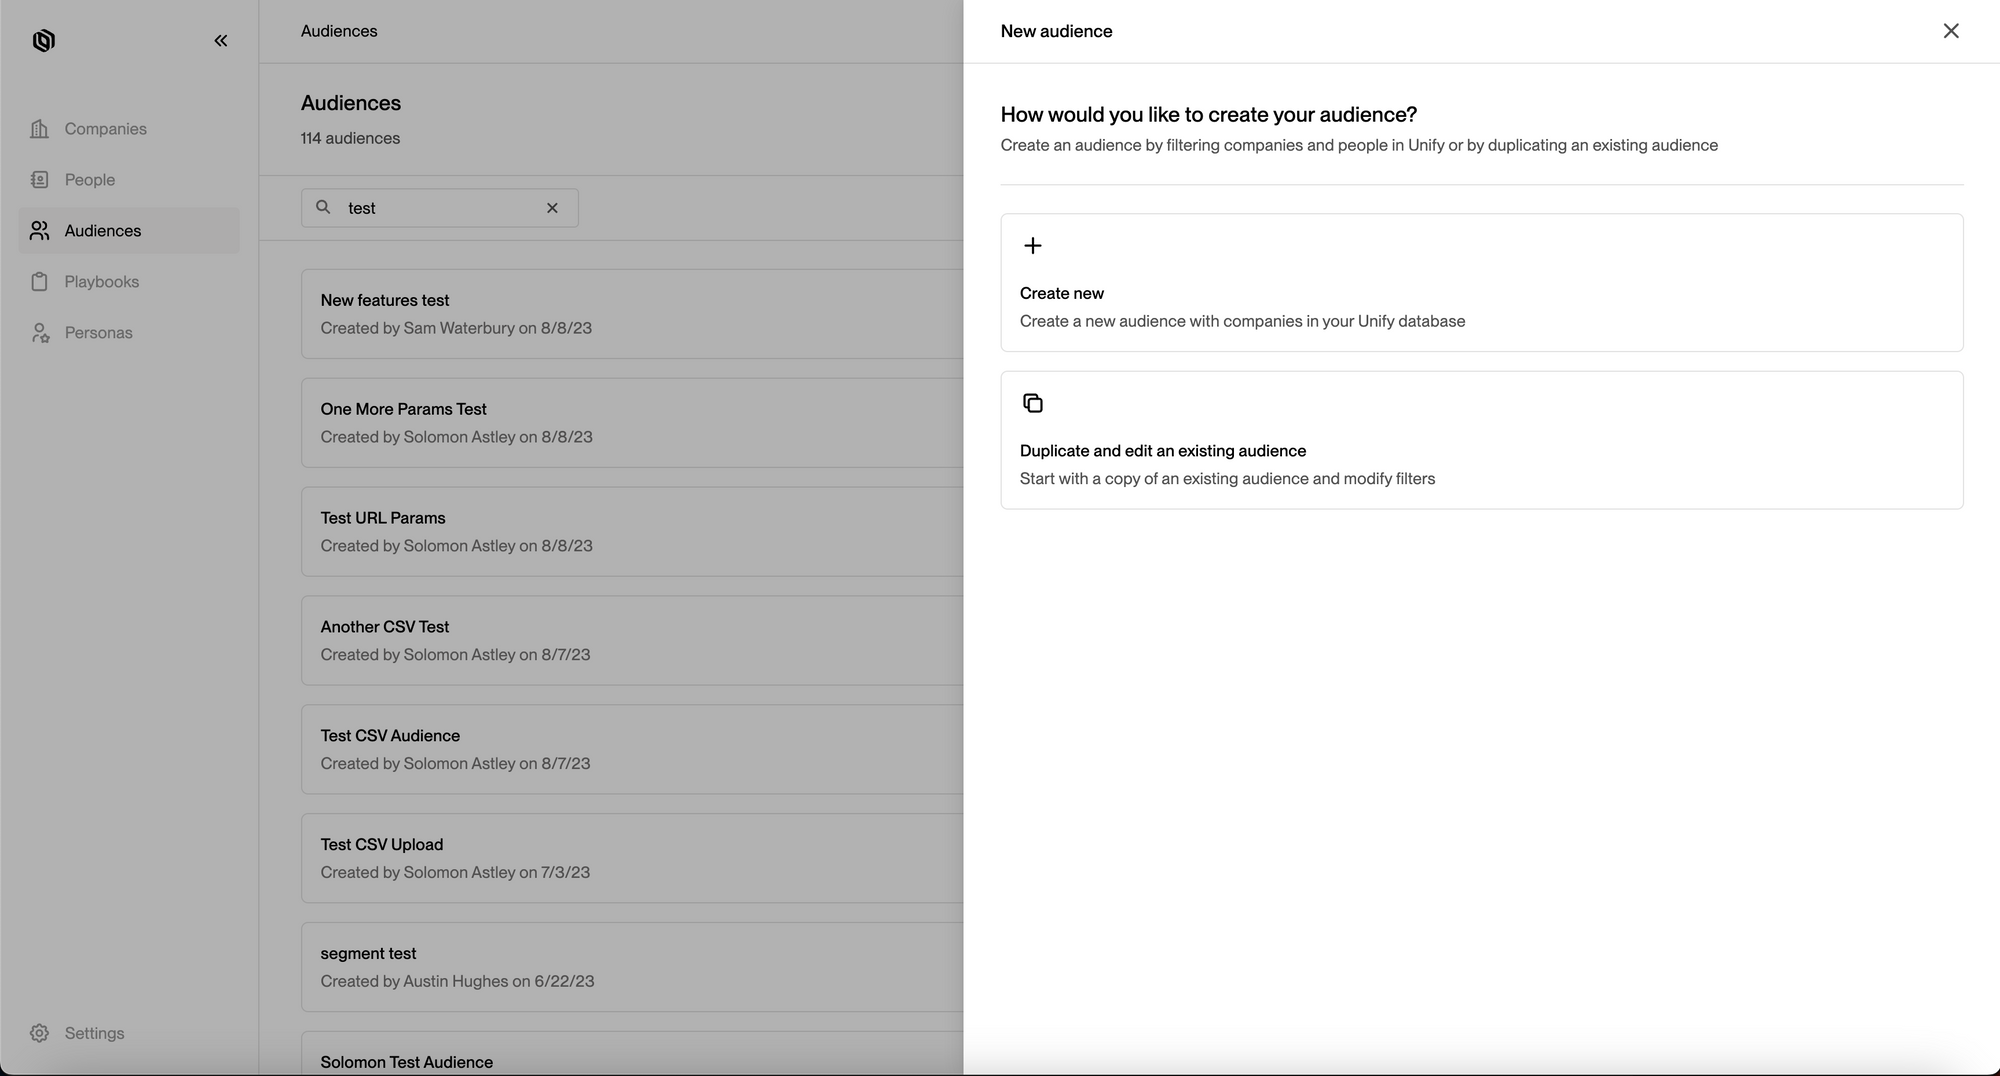 Companies
People
Audiences
Playbooks
Personas
Settings
Audiences
Audiences
114 audiences
test
New features test
Created by Sam Waterbury on 8/8/23
One More Params Test
Created by Solomon Astley on 8/8/23
Test URL Params
Created by Solomon Astley on 8/8/23
Another CSV Test
Created by Solomon Astley on 8/7/23
Test CSV Audience
Created by Solomon Astley on 8/7/23
Test CSV Upload
Created by Solomon Astley on 7/3/23
segment test
Created by Austin Hughes on 6/22/23
Solomon Test Audience
New audience
How would you like to create your audience?
Create an audience by filtering companies and people in Unify or by duplicating an existing audience
Create new
Create a new audience with companies in your Unify database
Duplicate and edit an existing audience
Start with a copy of an existing audience and modify filters